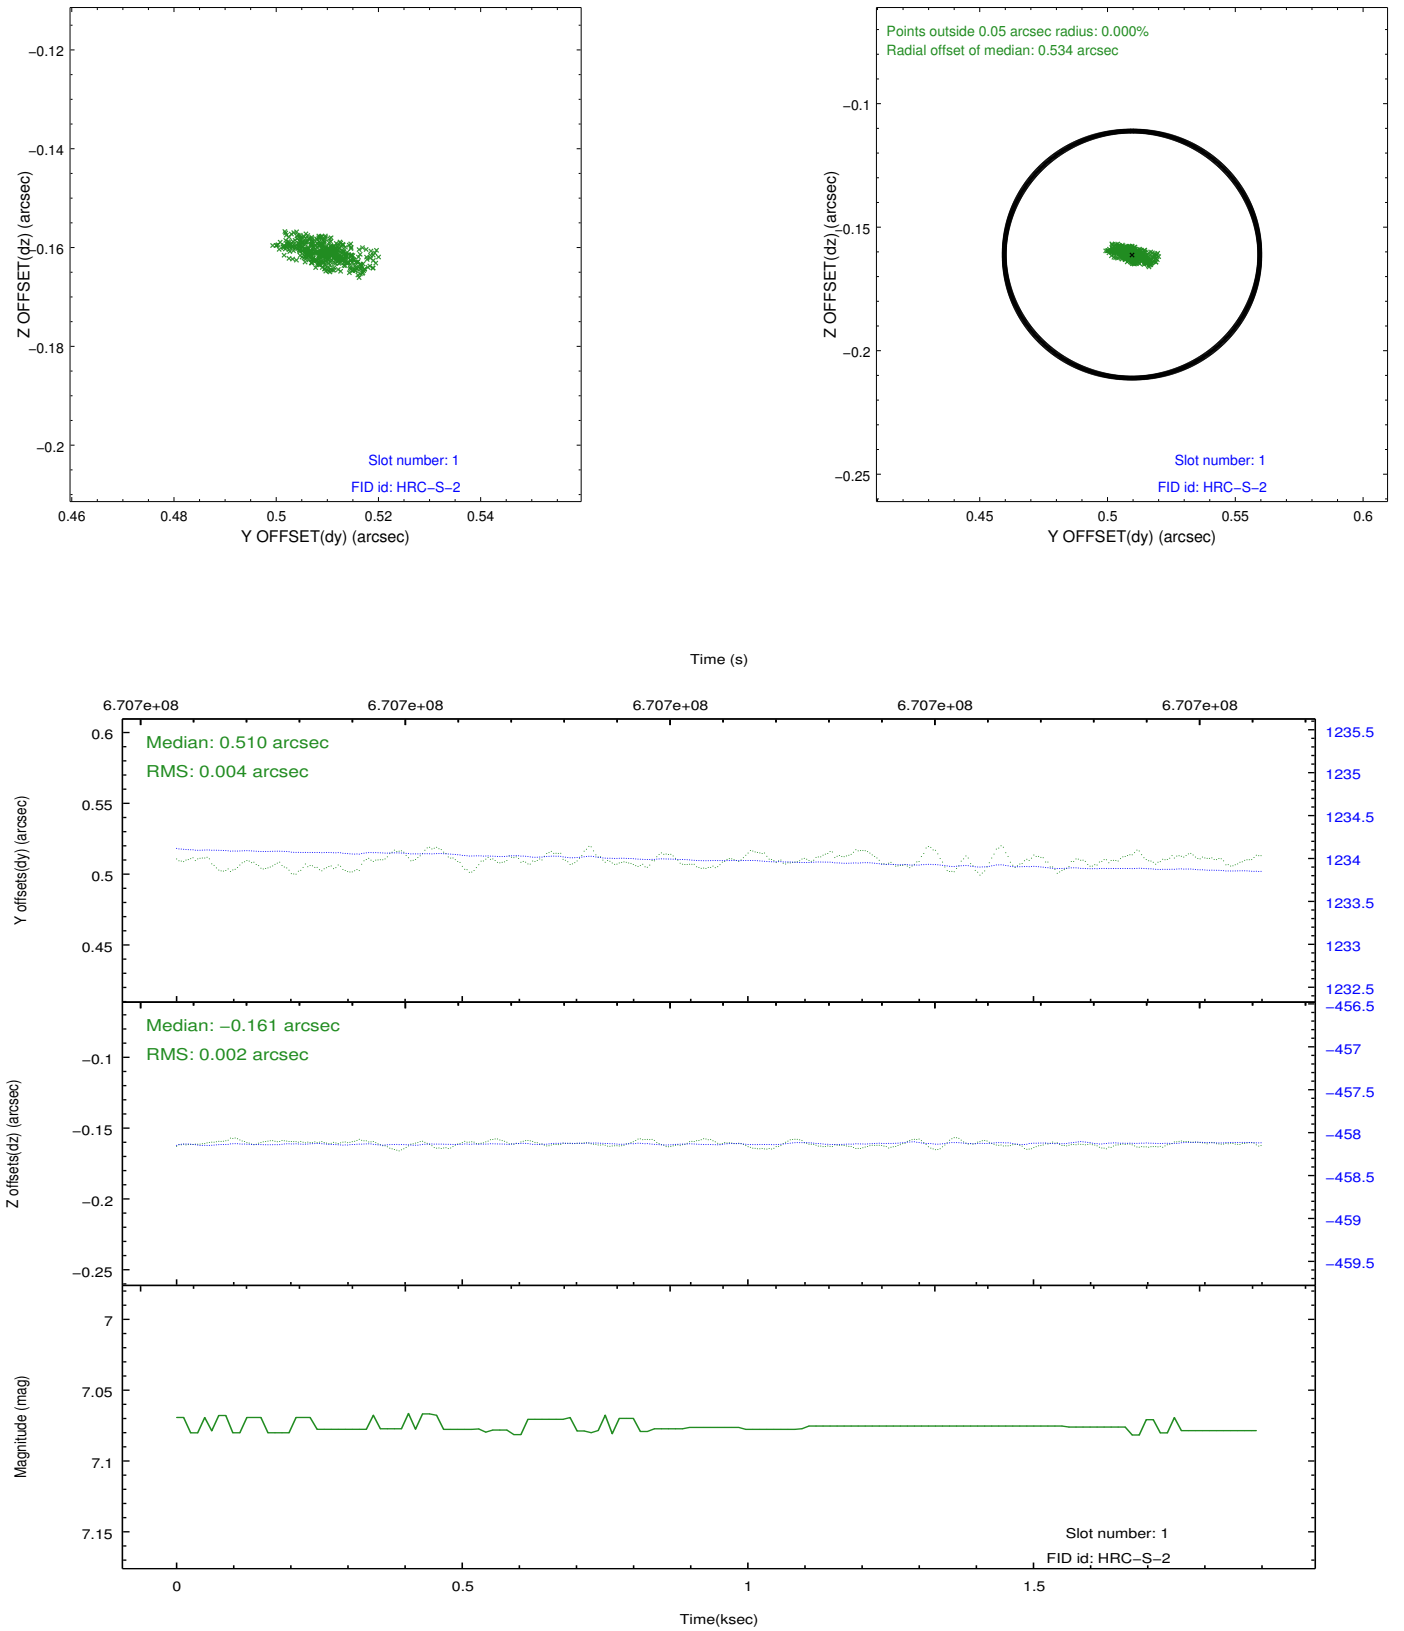 −0.12
−0.14
−0.16
−0.18
−0.2
Z OFFSET(dz) (arcsec)
Slot number: 1
FID id: HRC−S−2
0.46 0.48 0.5 0.52 0.54
Y OFFSET(dy) (arcsec)
Points outside 0.05 arcsec radius: 0.000%
Radial offset of median: 0.534 arcsec
−0.1
−0.15
−0.2
−0.25
Z OFFSET(dz) (arcsec)
Slot number: 1
FID id: HRC−S−2
0.45 0.5 0.55 0.6
Y OFFSET(dy) (arcsec)
Time (s)
6.707e+08 6.707e+08 6.707e+08 6.707e+08 6.707e+08
Median: 0.510 arcsec
RMS: 0.004 arcsec
0.6
0.55
0.5
0.45
Y offsets(dy) (arcsec)
1235.5
1235
1234.5
1234
1233.5
1233
1232.5
Median: −0.161 arcsec
RMS: 0.002 arcsec
−0.1
−0.15
−0.2
−0.25
Z offsets(dz) (arcsec)
−456.5
−457
−457.5
−458
−458.5
−459
−459.5
7
7.05
7.1
7.15
Magnitude (mag)
Slot number: 1
FID id: HRC−S−2
0 0.5 1 1.5
Time(ksec)